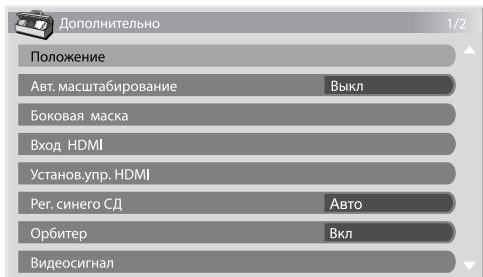 Дополнительно 1/2
Положение
Авт. масштабирование Выкл
Боковая маска
Вход HDMI
Установ.упр. HDMI
Рег. синего СД Авто
Орбитер Вкл
Видеосигнал